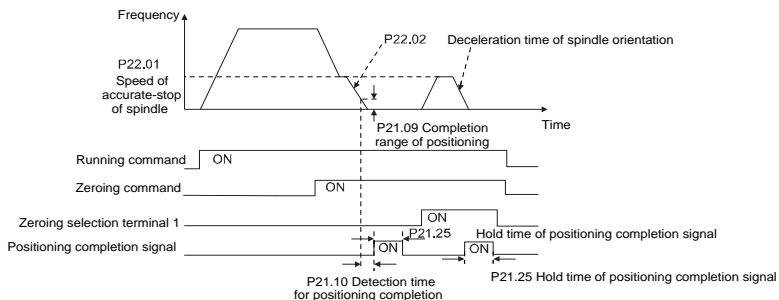 Frequency
P22.02
Deceleration time of spindle orientation
P22.01
Speed of
accurate-stop
of spindle
Time
P21.09 Completion
range of positioning
Running command
ON
Zeroing command
ON
Zeroing selection terminal 1
ON
P21.25
Hold time of positioning completion signal
Positioning completion signal
ON
ON
P21.10 Detection time
for positioning completion
P21.25 Hold time of positioning completion signal